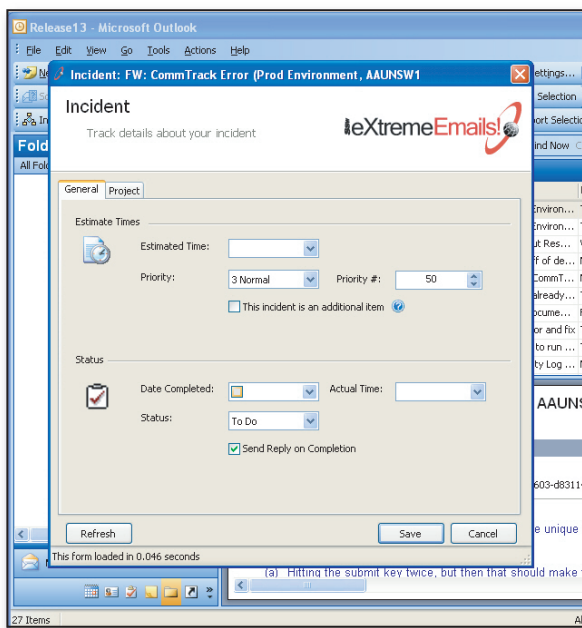 Release13 - Microsoft Outlook
File Edit View Go Tools Actions Help
Incident: FW: CommTrack Error (Prod Environment, AAUNSW1
ettings...
Incident
Selection
Track details about your incident
eXtremeEmails!
ort Selecti
Fold
ind Now
All Fold
General Project
Estimate Times
Environ...
Environ...
Estimated Time:
ut Res...
ff of de...
Priority: 3 Normal Priority #: 50
CommT...
already...
This incident is an additional item
ocume...
or and fix
to run ...
Status
ty Log ...
Date Completed: Actual Time:
AAUNS
Status: To Do
Send Reply on Completion
603-d8311-
Refresh Save Cancel
e unique
This form loaded in 0.046 seconds
(a) Hitting the submit key twice, but then that should make
27 Items